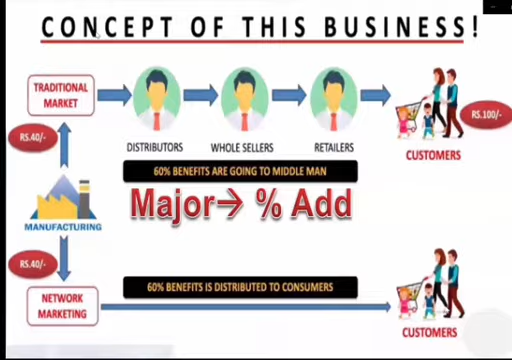 CONCEPT OF THIS BUSINESS!
TRADITIONAL
MARKET
RS.100/-
DISTRIBUTORS
WHOLE SELLERS
RETAILERS
CUSTOMERS
RS.40/-
60% BENEFITS ARE GOING TO MIDDLE MAN
Major→ % Add
MANUFACTURING
RS.40/-
60% BENEFITS IS DISTRIBUTED TO CONSUMERS
NETWORK
MARKETING
CUSTOMERS